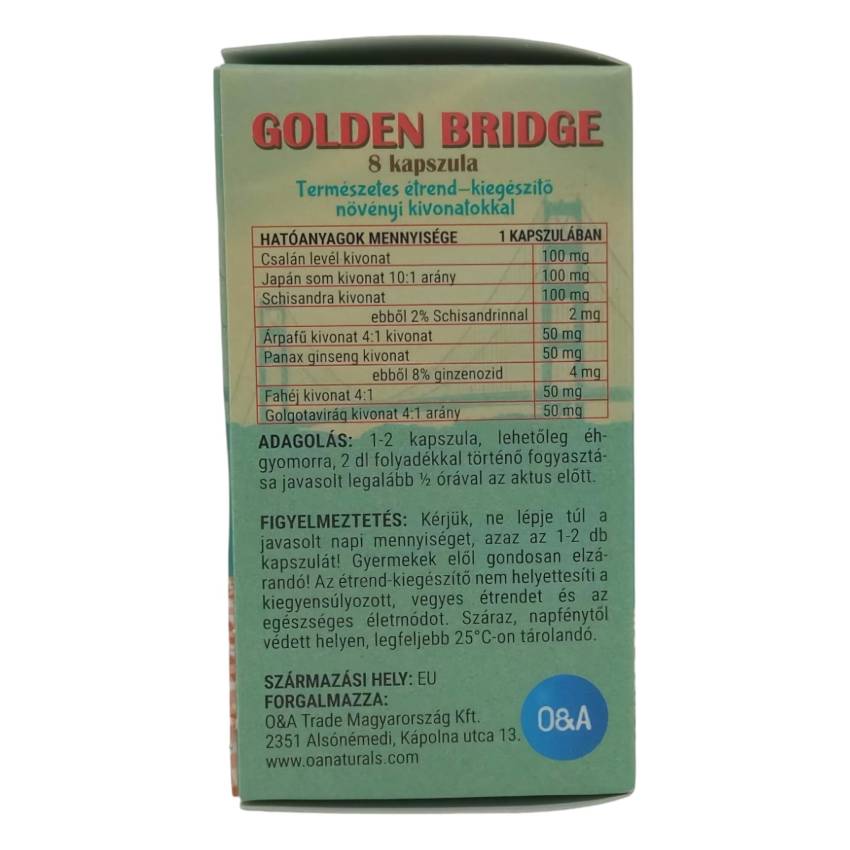 GOLDEN BRIDGE
8 kapszula
Természetes étrend–kiegészítő
növényi kivonatokkal
HATÓANYAGOK MENNYISÉGE 1 KAPSZULÁBAN
Csalán levél kivonat 100 mg
Japán som kivonat 10:1 arány 100 mg
Schisandra kivonat 100 mg
ebből 2% Schisandrinnal 2 mg
Árpafű kivonat 4:1 kivonat 50 mg
Panax ginseng kivonat 50 mg
ebből 8% ginzenozid 4 mg
Fahéj kivonat 4:1 50 mg
Golgotavirág kivonat 4:1 arány 50 mg
ADAGOLÁS: 1-2 kapszula, lehetőleg éh-
gyomorra, 2 dl folyadékkal történő fogyasztá-
sa javasolt legalább ½ órával az aktus előtt.
FIGYELMEZTETÉS: Kérjük, ne lépje túl a
javasolt napi mennyiséget, azaz az 1-2 db
kapszulát! Gyermekek elől gondosan elzá-
randó! Az étrend-kiegészítő nem helyettesíti a
kiegyensúlyozott, vegyes étrendet és az
egészséges életmódot. Száraz, napfénytől
védett helyen, legfeljebb 25°C-on tárolandó.
SZÁRMAZÁSI HELY: EU
FORGALMAZZA:
O&A Trade Magyarország Kft.
2351 Alsónémedi, Kápolna utca 13.
www.oanaturals.com
O&A